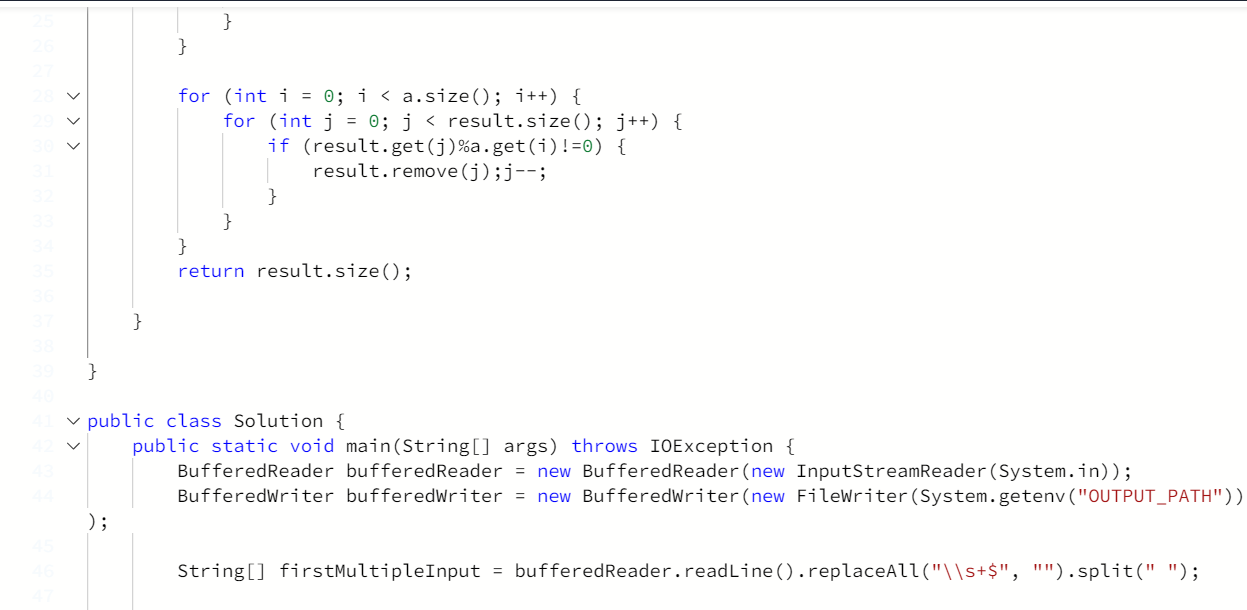 25                 }
26             }
27
28         for (int i = 0; i < a.size(); i++) {
29             for (int j = 0; j < result.size(); j++) {
30                 if (result.get(j)%a.get(i)!=0) {
31                     result.remove(j);j--;
32                 }
33             }
34         }
35         return result.size();
36
37     }
38
39 }
40
41 public class Solution {
42     public static void main(String[] args) throws IOException {
43         BufferedReader bufferedReader = new BufferedReader(new InputStreamReader(System.in));
44         BufferedWriter bufferedWriter = new BufferedWriter(new FileWriter(System.getenv("OUTPUT_PATH"))
);
45
46         String[] firstMultipleInput = bufferedReader.readLine().replaceAll("\\s+$", "").split(" ");
47